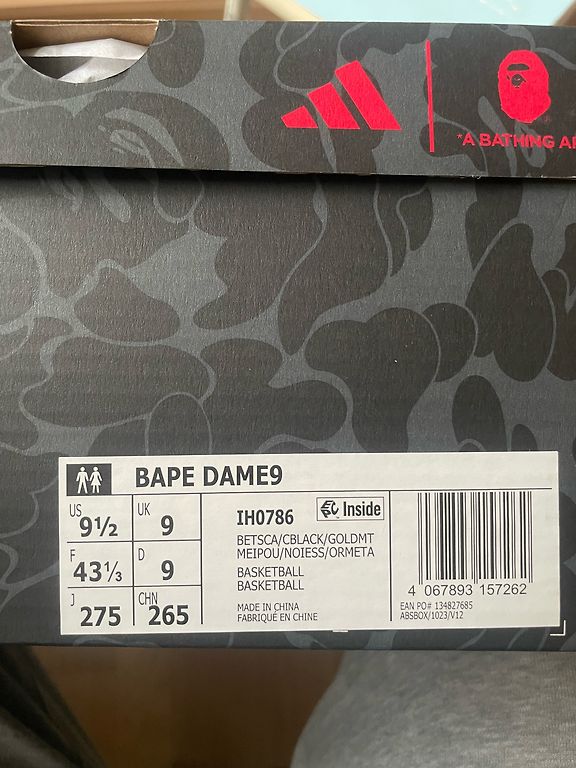 *A BATHING
BAPE DAME9
US 9½ UK 9
F 43⅓ D 9
J 275 CHN 265
IH0786 Inside
BETSCA/CBLACK/GOLDMT
MEIPOU/NOIESS/ORMETA
BASKETBALL
BASKETBALL
MADE IN CHINA
FABRIQUÉ EN CHINE
4 067893 157262
EAN PO# 134827685
ABSBOX/1023/V12